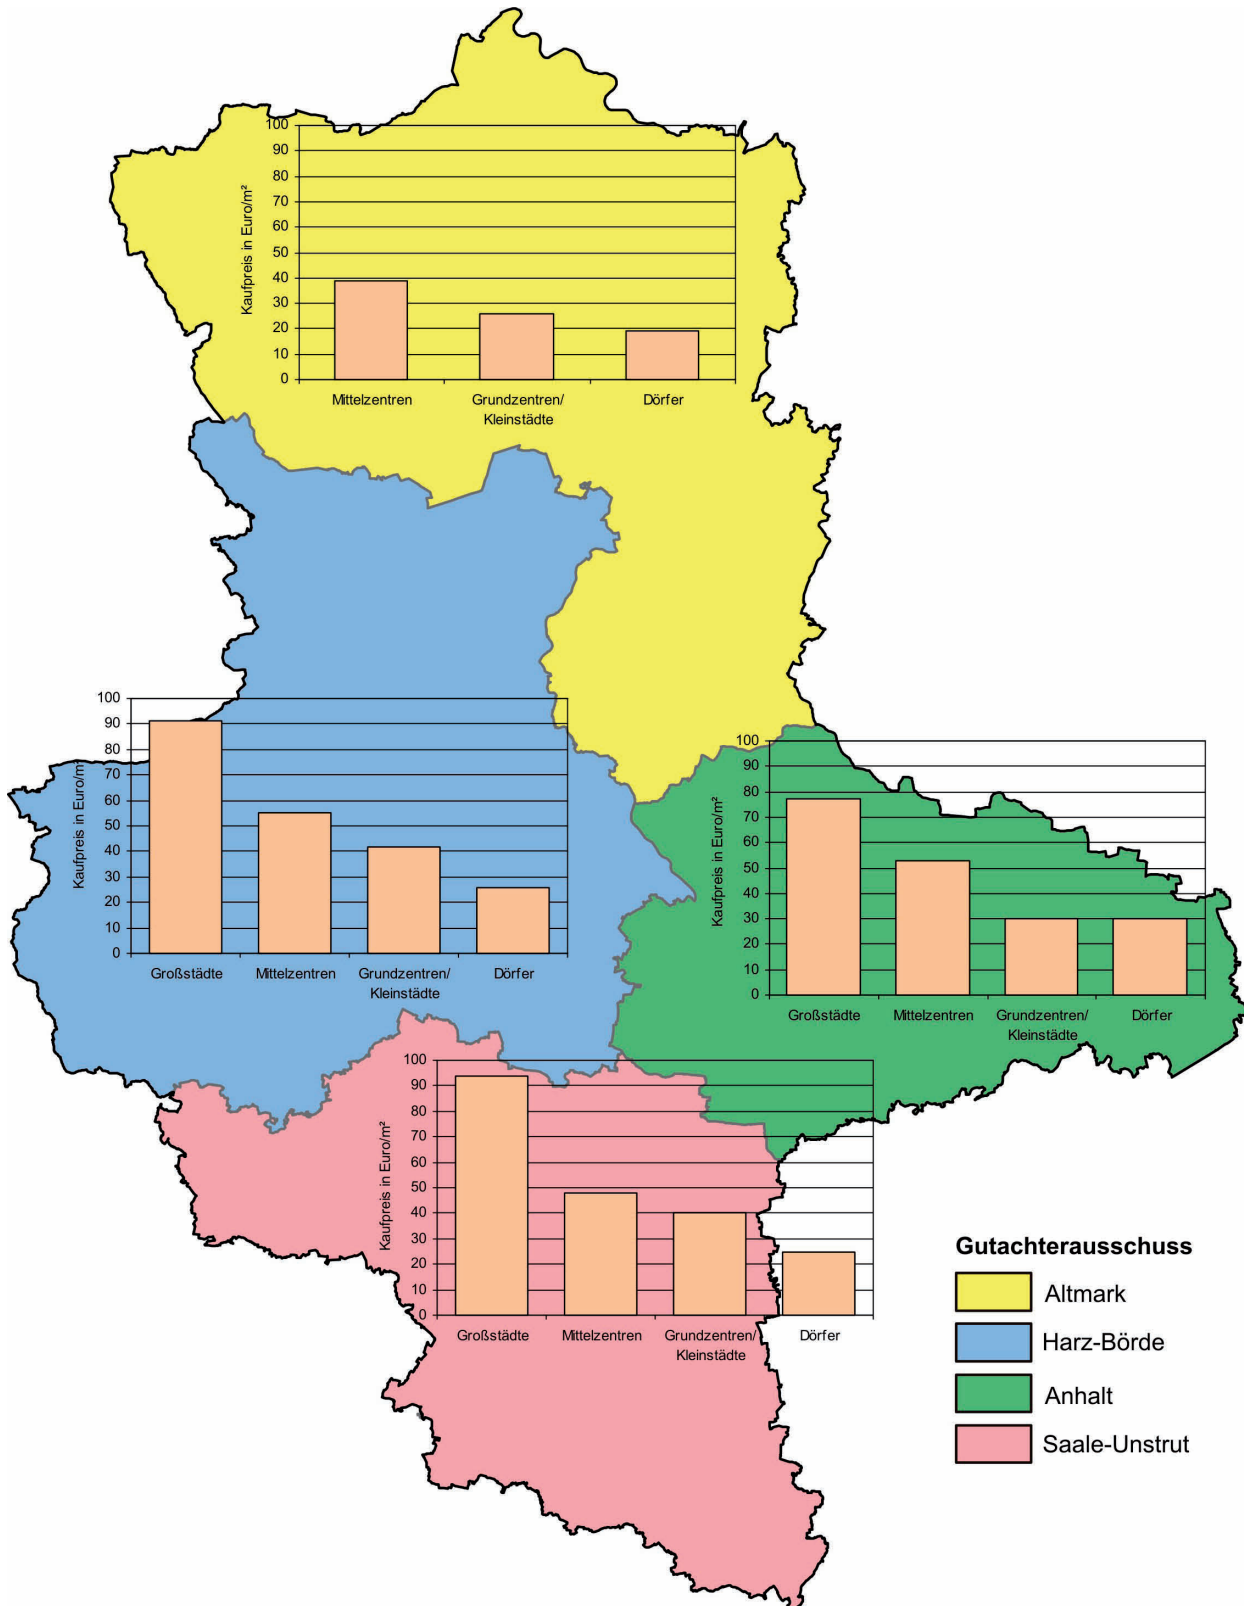 100
90
80
70
60
50
40
30
20
10
0
Kaufpreis in Euro/m²
Mittelzentren
Grundzentren/
Kleinstädte
Dörfer
100
90
80
70
60
50
40
30
20
10
0
Kaufpreis in Euro/m²
Großstädte
Mittelzentren
Grundzentren/
Kleinstädte
Dörfer
100
90
80
70
60
50
40
30
20
10
0
Kaufpreis in Euro/m²
Großstädte
Mittelzentren
Grundzentren/
Kleinstädte
Dörfer
100
90
80
70
60
50
40
30
20
10
0
Kaufpreis in Euro/m²
Großstädte
Mittelzentren
Grundzentren/
Kleinstädte
Dörfer
Gutachterausschuss
Altmark
Harz-Börde
Anhalt
Saale-Unstrut